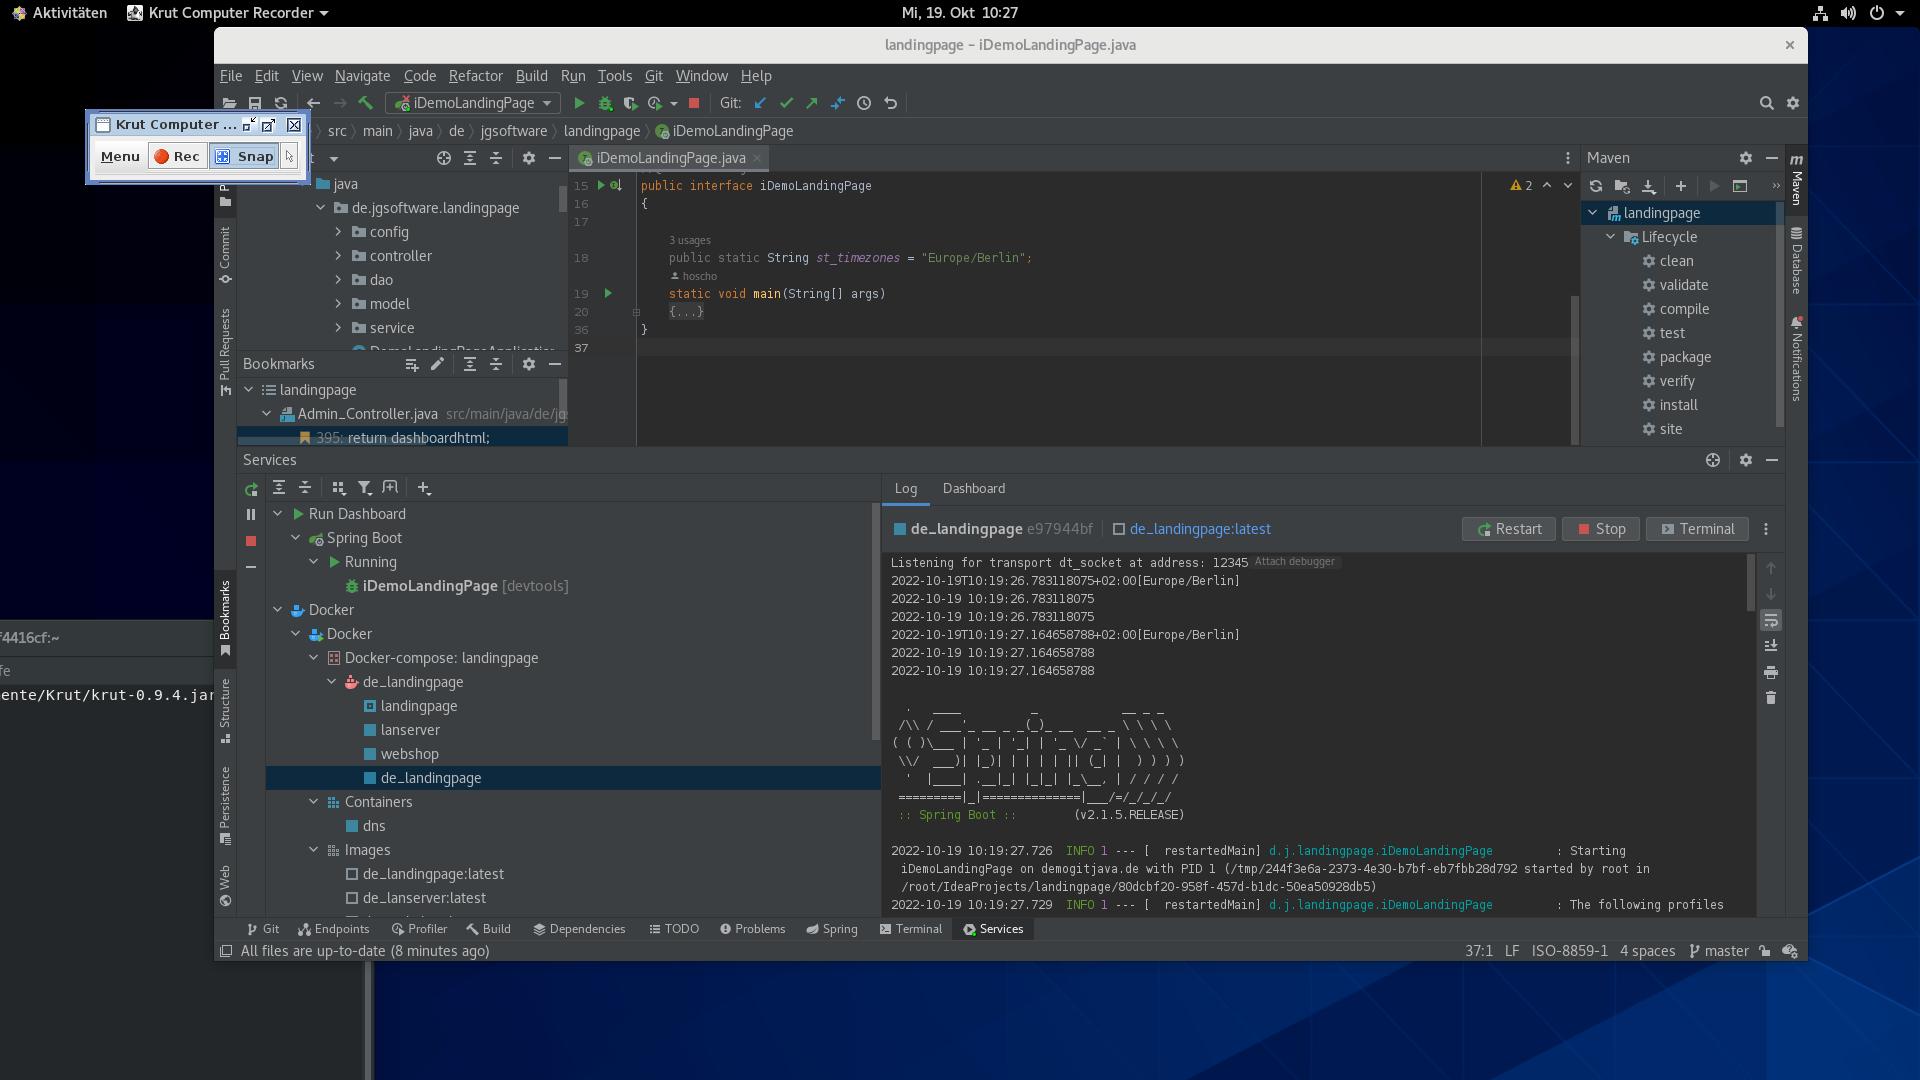 Aktivitäten Krut Computer Recorder Mi, 19. Okt 10:27
landingpage – iDemoLandingPage.java
File Edit View Navigate Code Refactor Build Run Tools Git Window Help
iDemoLandingPage Git:
Krut Computer ...
Menu Rec Snap
src main java de jgsoftware landingpage iDemoLandingPage
iDemoLandingPage.java
Maven
java
de.jgsoftware.landingpage
config
controller
dao
model
service
15 public interface iDemoLandingPage
16 {
17
3 usages
18 public static String st_timezones = "Europe/Berlin";
hoscho
19 static void main(String[] args)
20 {...}
36 }
37
2
landingpage
Lifecycle
clean
validate
compile
test
package
verify
install
site
Maven
Database
Notifications
Commit
Pull Requests
Bookmarks
Structure
Persistence
Web
Bookmarks
landingpage
Admin_Controller.java src/main/java/de/jg
395: return dashboardhtml;
Services
Run Dashboard
Spring Boot
Running
iDemoLandingPage [devtools]
Docker
Docker
Docker-compose: landingpage
de_landingpage
landingpage
lanserver
webshop
de_landingpage
Containers
dns
Images
de_landingpage:latest
de_lanserver:latest
Log Dashboard
de_landingpage e97944bf de_landingpage:latest Restart Stop Terminal
Listening for transport dt_socket at address: 12345 Attach debugger
2022-10-19T10:19:26.783118075+02:00[Europe/Berlin]
2022-10-19 10:19:26.783118075
2022-10-19 10:19:26.783118075
2022-10-19T10:19:27.164658788+02:00[Europe/Berlin]
2022-10-19 10:19:27.164658788
2022-10-19 10:19:27.164658788
:: Spring Boot :: (v2.1.5.RELEASE)
2022-10-19 10:19:27.726 INFO 1 --- [ restartedMain] d.j.landingpage.iDemoLandingPage : Starting
iDemoLandingPage on demogitjava.de with PID 1 (/tmp/244f3e6a-2373-4e30-b7bf-eb7fbb28d792 started by root in
/root/IdeaProjects/landingpage/80dcbf20-958f-457d-b1dc-50ea50928db5)
2022-10-19 10:19:27.729 INFO 1 --- [ restartedMain] d.j.landingpage.iDemoLandingPage : The following profiles
Git Endpoints Profiler Build Dependencies TODO Problems Spring Terminal Services
All files are up-to-date (8 minutes ago) 37:1 LF ISO-8859-1 4 spaces master
f4416cf:~
fe
ente/Krut/krut-0.9.4.jar